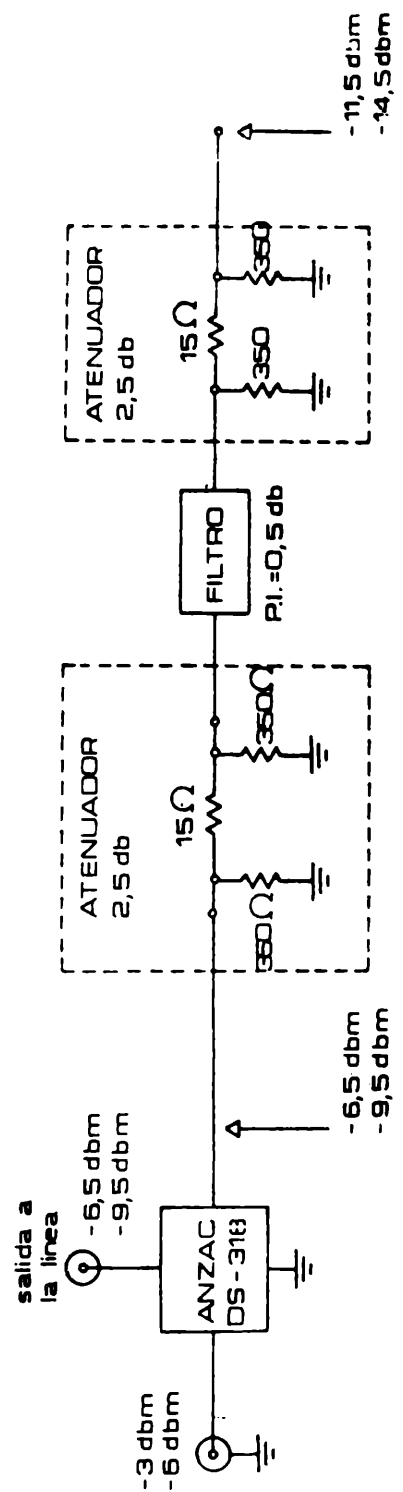 -3 dbm
-6 dbm
salida a
la linea
-6,5 dbm
-9,5 dbm
ANZAC
DS-318
-6,5 dbm
-9,5 dbm
ATENUADOR
2,5 db
350Ω
15Ω
350Ω
FILTRO
P.I.=0,5 db
ATENUADOR
2,5 db
15Ω
350
350
-11,5 dbm
-14,5 dbm